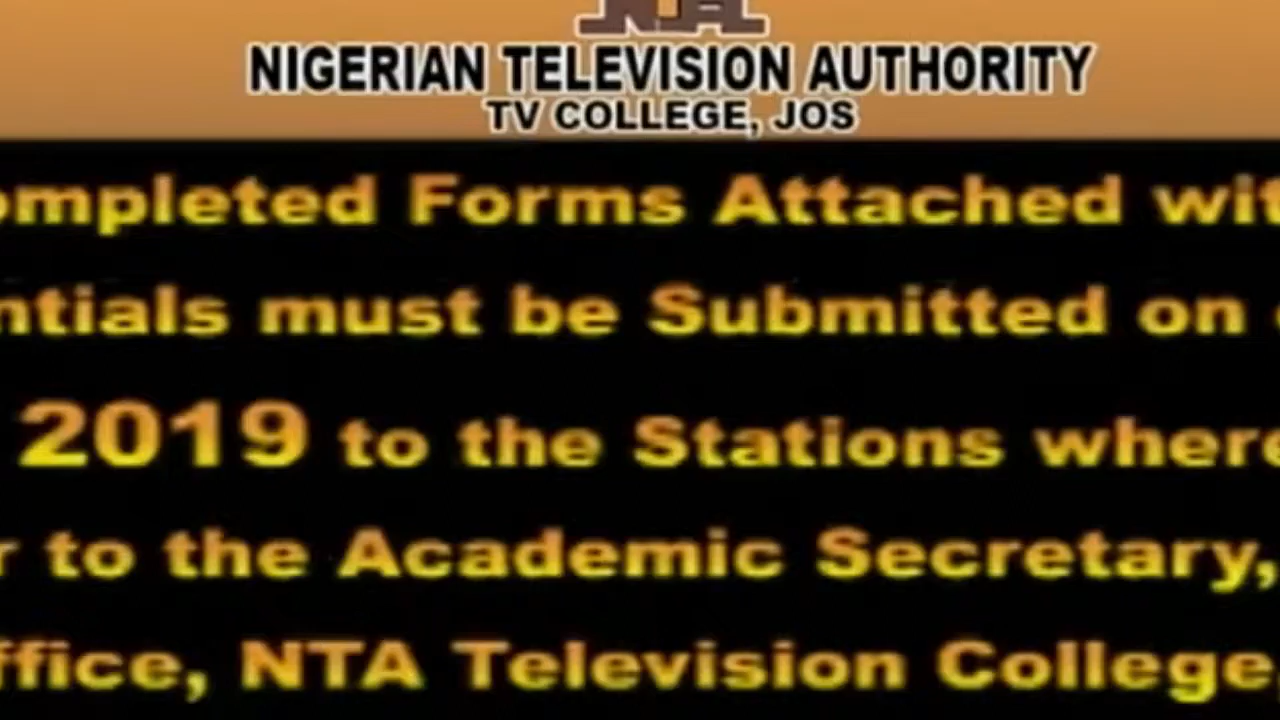 NTA
NIGERIAN TELEVISION AUTHORITY
TV COLLEGE, JOS
ompleted Forms Attached wit
ntials must be Submitted on
2019 to the Stations where
r to the Academic Secretary,
ffice, NTA Television College,